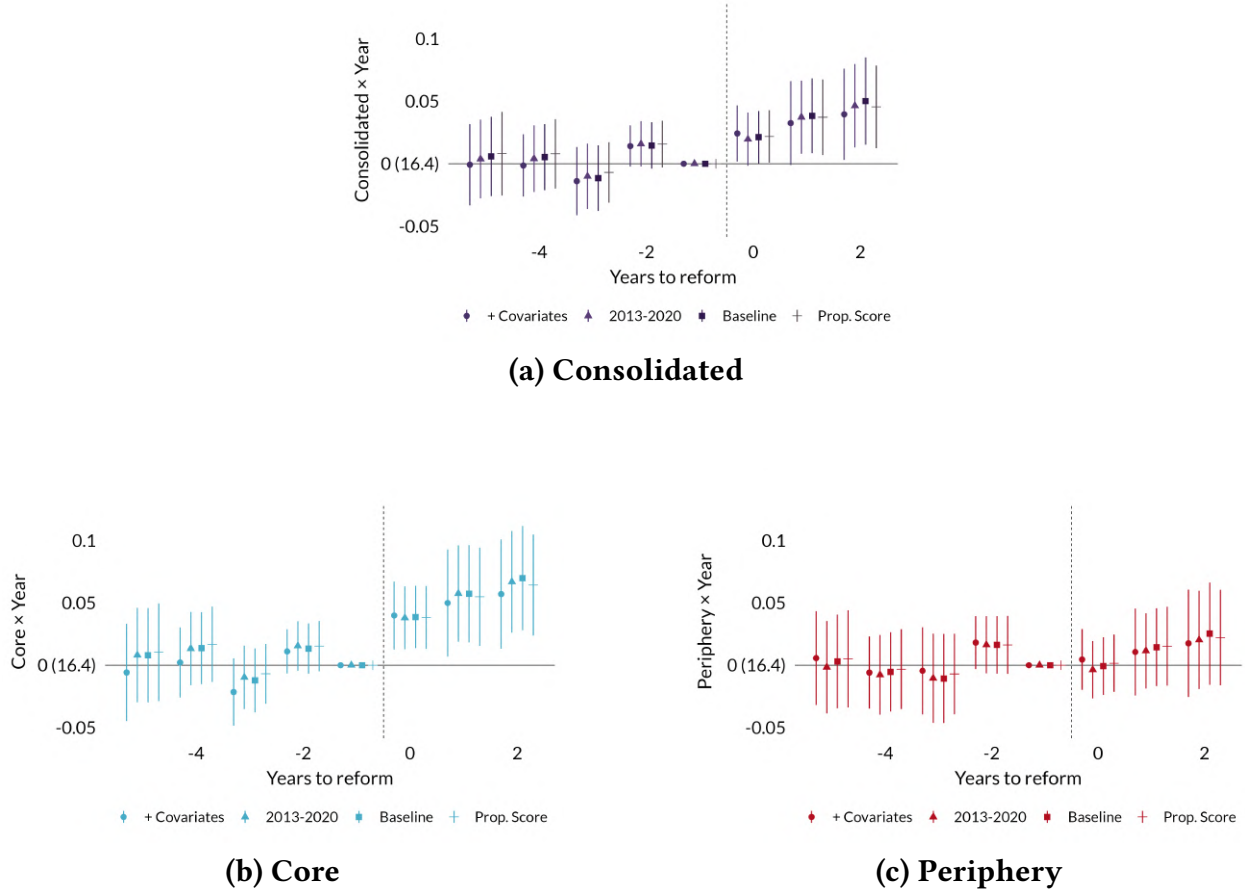 0.1
0.05
0 (16.4)
-0.05
Consolidated × Year
-4 -2 0 2
Years to reform
+ Covariates 2013-2020 Baseline Prop. Score
(a) Consolidated
0.1
0.05
0 (16.4)
-0.05
Core × Year
-4 -2 0 2
Years to reform
+ Covariates 2013-2020 Baseline Prop. Score
(b) Core
0.1
0.05
0 (16.4)
-0.05
Periphery × Year
-4 -2 0 2
Years to reform
+ Covariates 2013-2020 Baseline Prop. Score
(c) Periphery